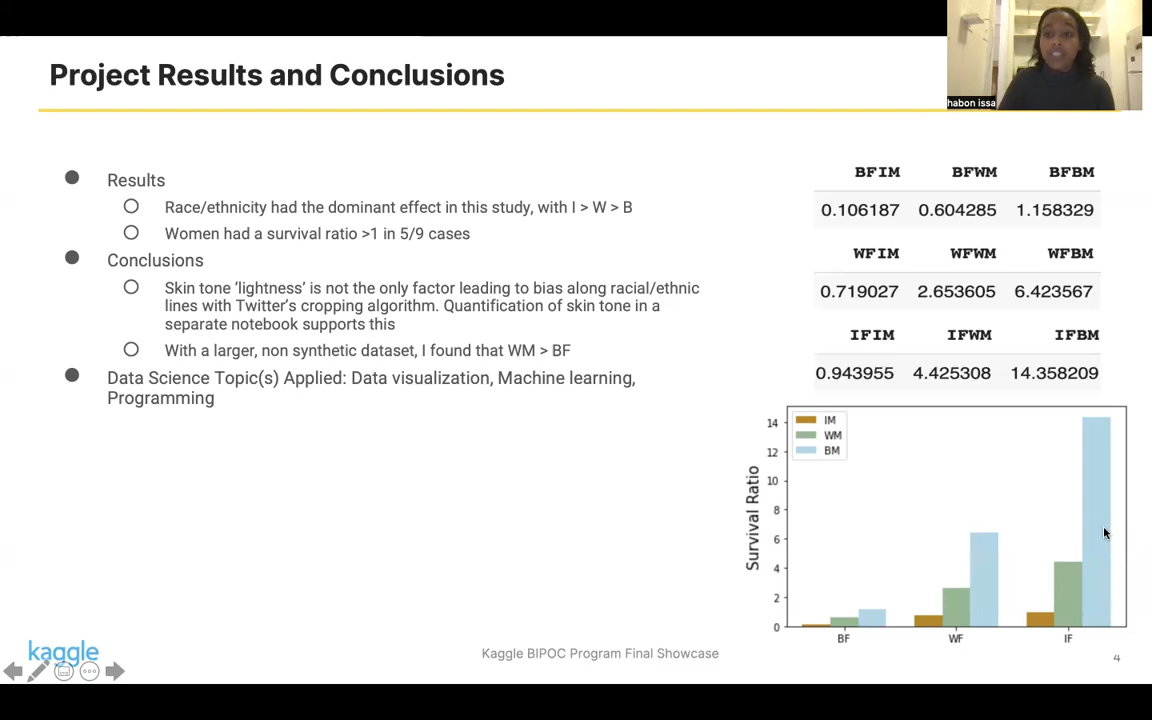 habon issa
Project Results and Conclusions
Results
Race/ethnicity had the dominant effect in this study, with I > W > B
Women had a survival ratio >1 in 5/9 cases
Conclusions
Skin tone ‘lightness’ is not the only factor leading to bias along racial/ethnic
lines with Twitter’s cropping algorithm. Quantification of skin tone in a
separate notebook supports this
With a larger, non synthetic dataset, I found that WM > BF
Data Science Topic(s) Applied: Data visualization, Machine learning,
Programming
BFIM BFWM BFBM
0.106187 0.604285 1.158329
WFIM WFWM WFBM
0.719027 2.653605 6.423567
IFIM IFWM IFBM
0.943955 4.425308 14.358209
IM
WM
BM
Survival Ratio
14
12
10
8
6
4
2
0
BF WF IF
kaggle
Kaggle BIPOC Program Final Showcase
4